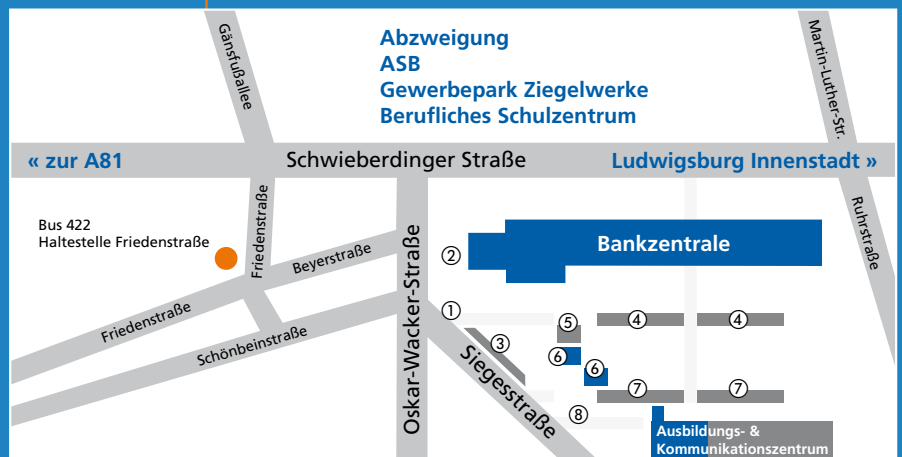 Abzweigung
ASB
Gewerbepark Ziegelwerke
Berufliches Schulzentrum
Gänsfußallee
Martin-Luther-Str.
« zur A81
Schwieberdinger Straße
Ludwigsburg Innenstadt »
Bus 422
Haltestelle Friedenstraße
Friedenstraße
Beyerstraße
Friedenstraße
Schönbeinstraße
Oskar-Wacker-Straße
Siegesstraße
Ruhrstraße
Bankzentrale
②
①
③
⑤
④
④
⑥
⑥
⑦
⑦
⑧
Ausbildungs- &
Kommunikationszentrum